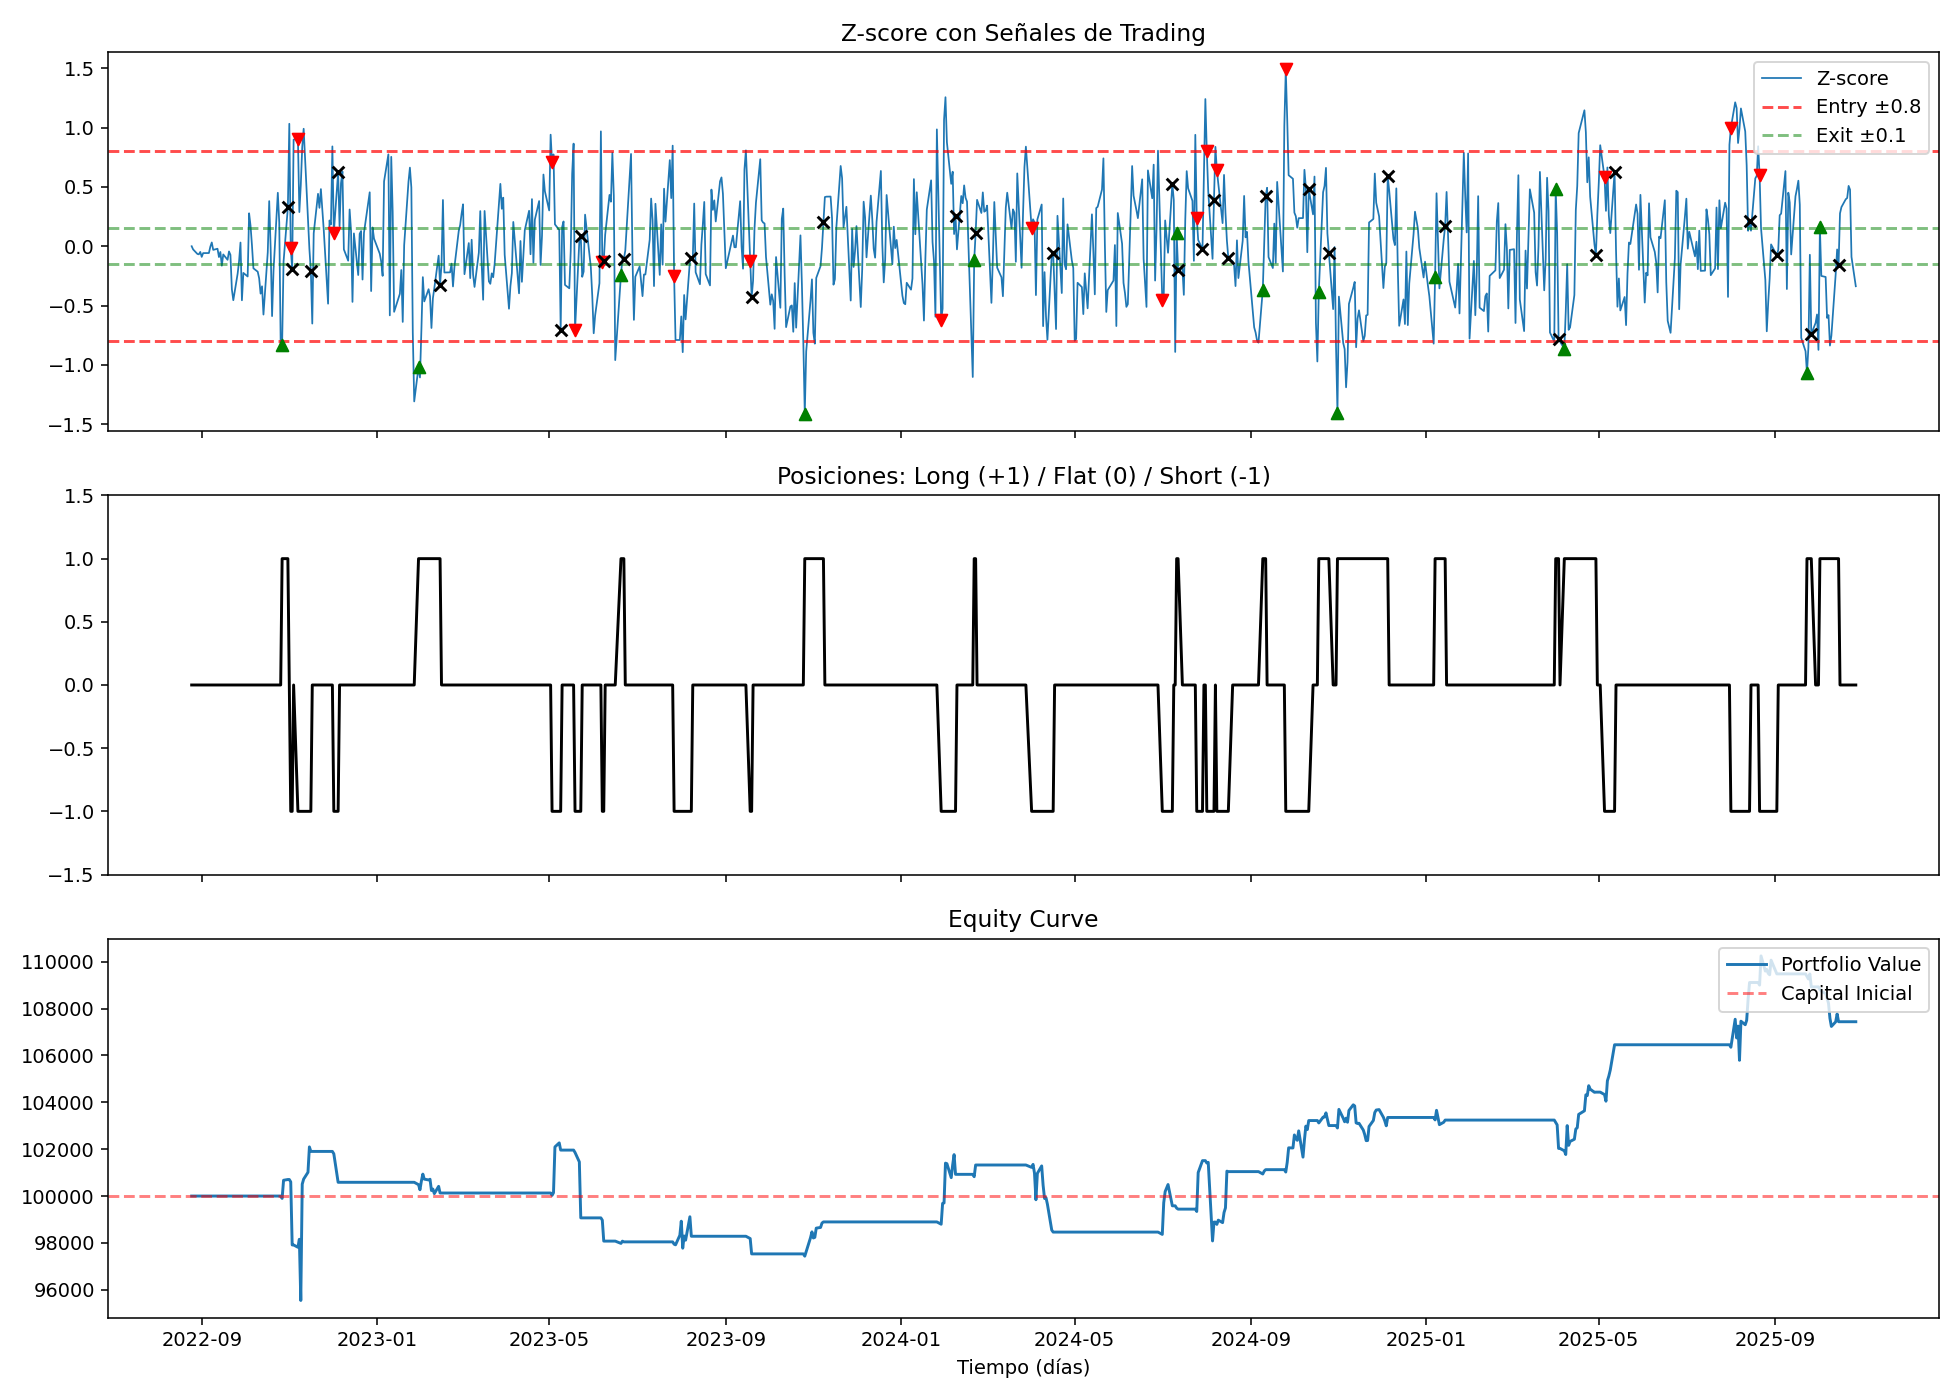 Z-score con Señales de Trading
1.5
1.0
0.5
0.0
−0.5
−1.0
−1.5
Z-score
Entry ±0.8
Exit ±0.1
Posiciones: Long (+1) / Flat (0) / Short (-1)
1.5
1.0
0.5
0.0
−0.5
−1.0
−1.5
Equity Curve
110000
108000
106000
104000
102000
100000
98000
96000
Portfolio Value
Capital Inicial
2022-09 2023-01 2023-05 2023-09 2024-01 2024-05 2024-09 2025-01 2025-05 2025-09
Tiempo (días)